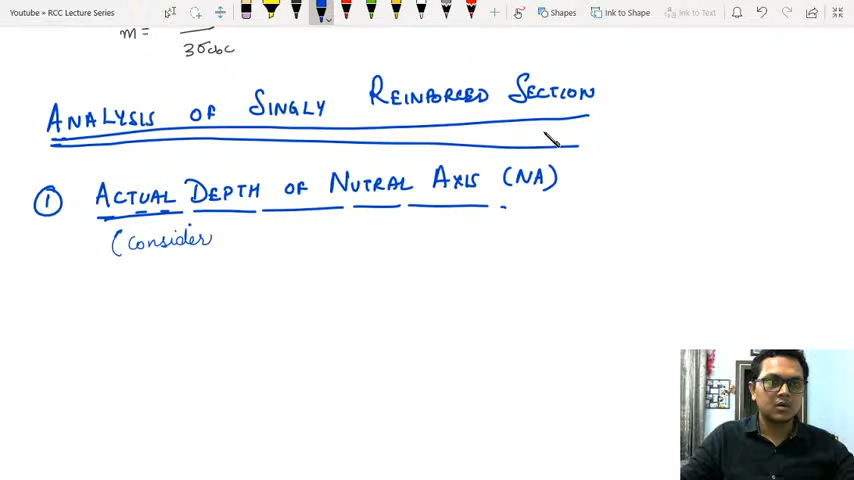 Youtube » RCC Lecture Series
Shapes
Ink to Shape
Ink to Text
m =
3σcbc
ANALYSIS OF SINGLY REINFORCED SECTION
① ACTUAL DEPTH OF NUTRAL AXIS (NA)
(Consider